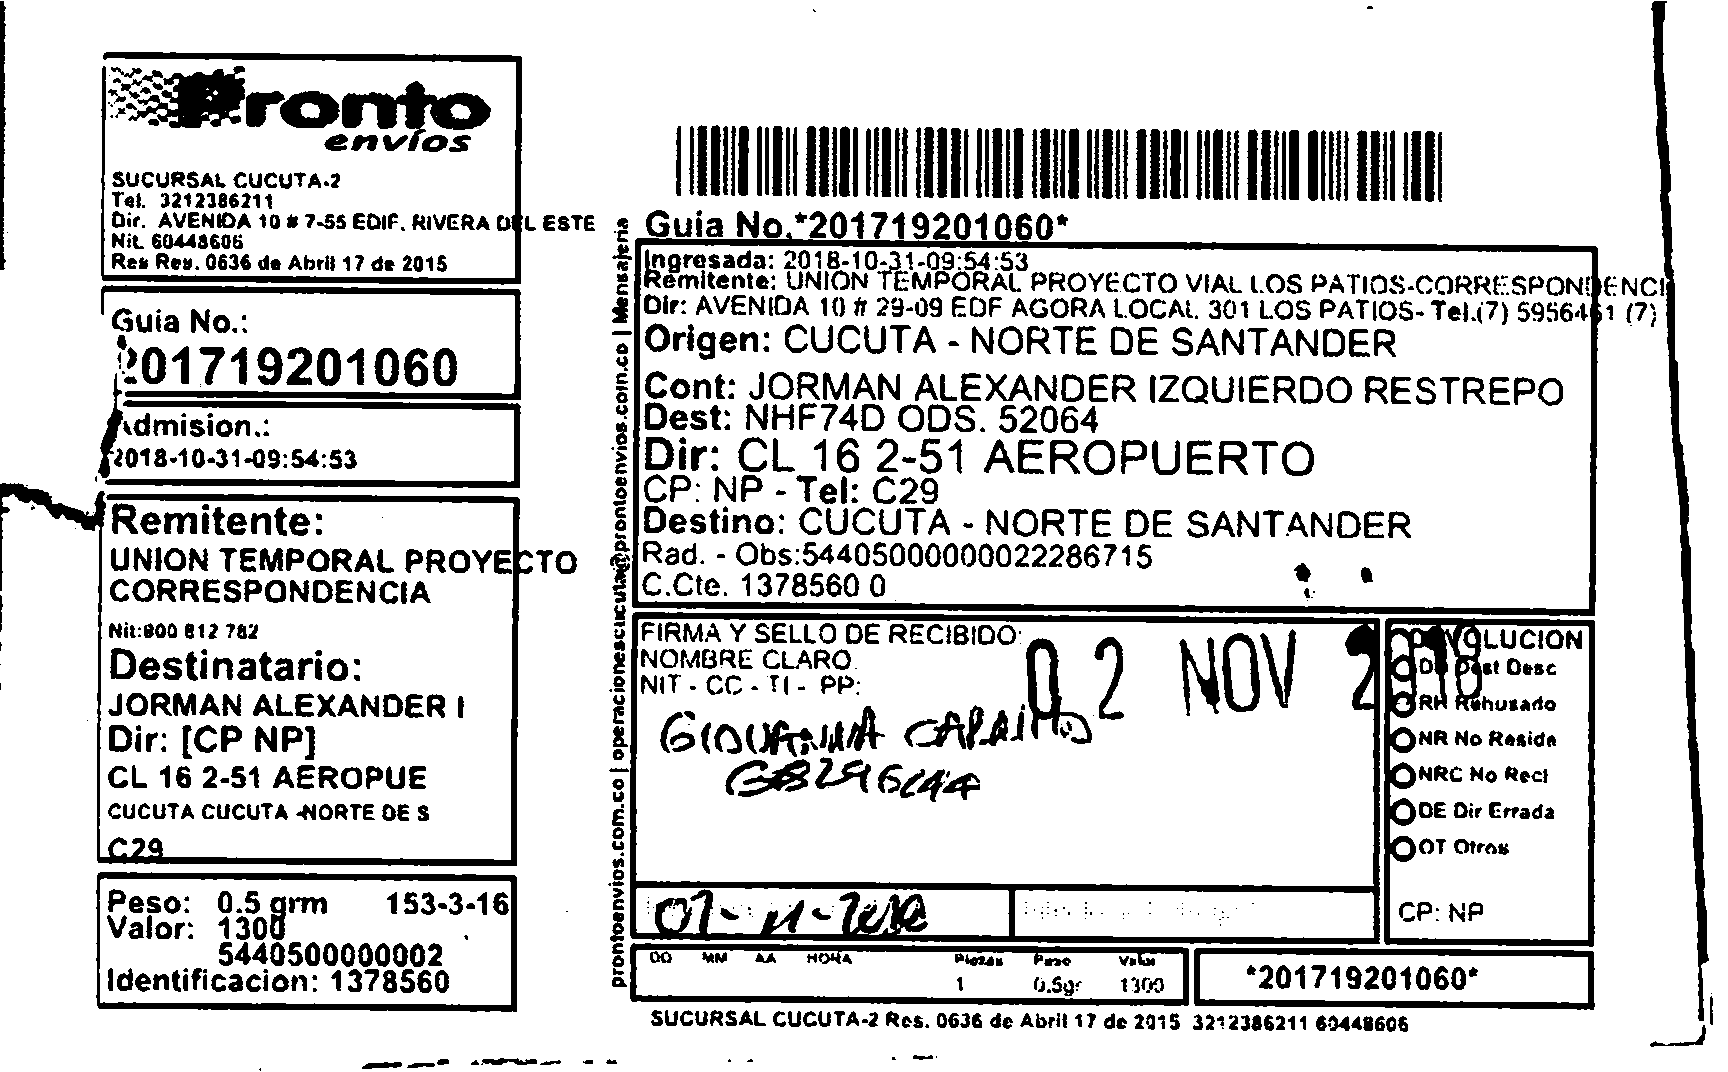 Pronto
envíos
SUCURSAL CUCUTA-2
Tel. 3212386211
Dir. AVENIDA 10 # 7-55 EDIF. RIVERA DEL ESTE
Nit. 60448606
Res Res. 0636 de Abril 17 de 2015
Guia No.:
201719201060
Admision.:
2018-10-31-09:54:53
Remitente:
UNION TEMPORAL PROYECTO
CORRESPONDENCIA
Nit:800 812 782
Destinatario:
JORMAN ALEXANDER I
Dir: [CP NP]
CL 16 2-51 AEROPUE
CUCUTA CUCUTA -NORTE DE S
C29
Peso: 0.5 grm 153-3-16
Valor: 1300
5440500000002
Identificacion: 1378560
prontoenvios.com.co | operacionescucuta@prontoenvios.com.co | Mensajeria
Guia No.*201719201060*
Ingresada: 2018-10-31-09:54:53
Remitente: UNION TEMPORAL PROYECTO VIAL LOS PATIOS-CORRESPONDENCI
Dir: AVENIDA 10 # 29-09 EDF AGORA LOCAL 301 LOS PATIOS- Tel.(7) 5956461 (7)
Origen: CUCUTA - NORTE DE SANTANDER
Cont: JORMAN ALEXANDER IZQUIERDO RESTREPO
Dest: NHF74D ODS. 52064
Dir: CL 16 2-51 AEROPUERTO
CP: NP - Tel: C29
Destino: CUCUTA - NORTE DE SANTANDER
Rad. - Obs:54405000000022286715
C.Cte. 1378560 0
FIRMA Y SELLO DE RECIBIDO:
NOMBRE CLARO
NIT - CC - TI - PP:
02 NOV 2018
DEVOLUCION
DD Dest Desc
RH Rehusado
NR No Reside
NRC No Recl
DE Dir Errada
OT Otros
CP: NP
DD MM AA HORA
Piezas Peso Valor
1 0.5gr 1300
*201719201060*
SUCURSAL CUCUTA-2 Res. 0636 de Abril 17 de 2015 3212386211 60448606